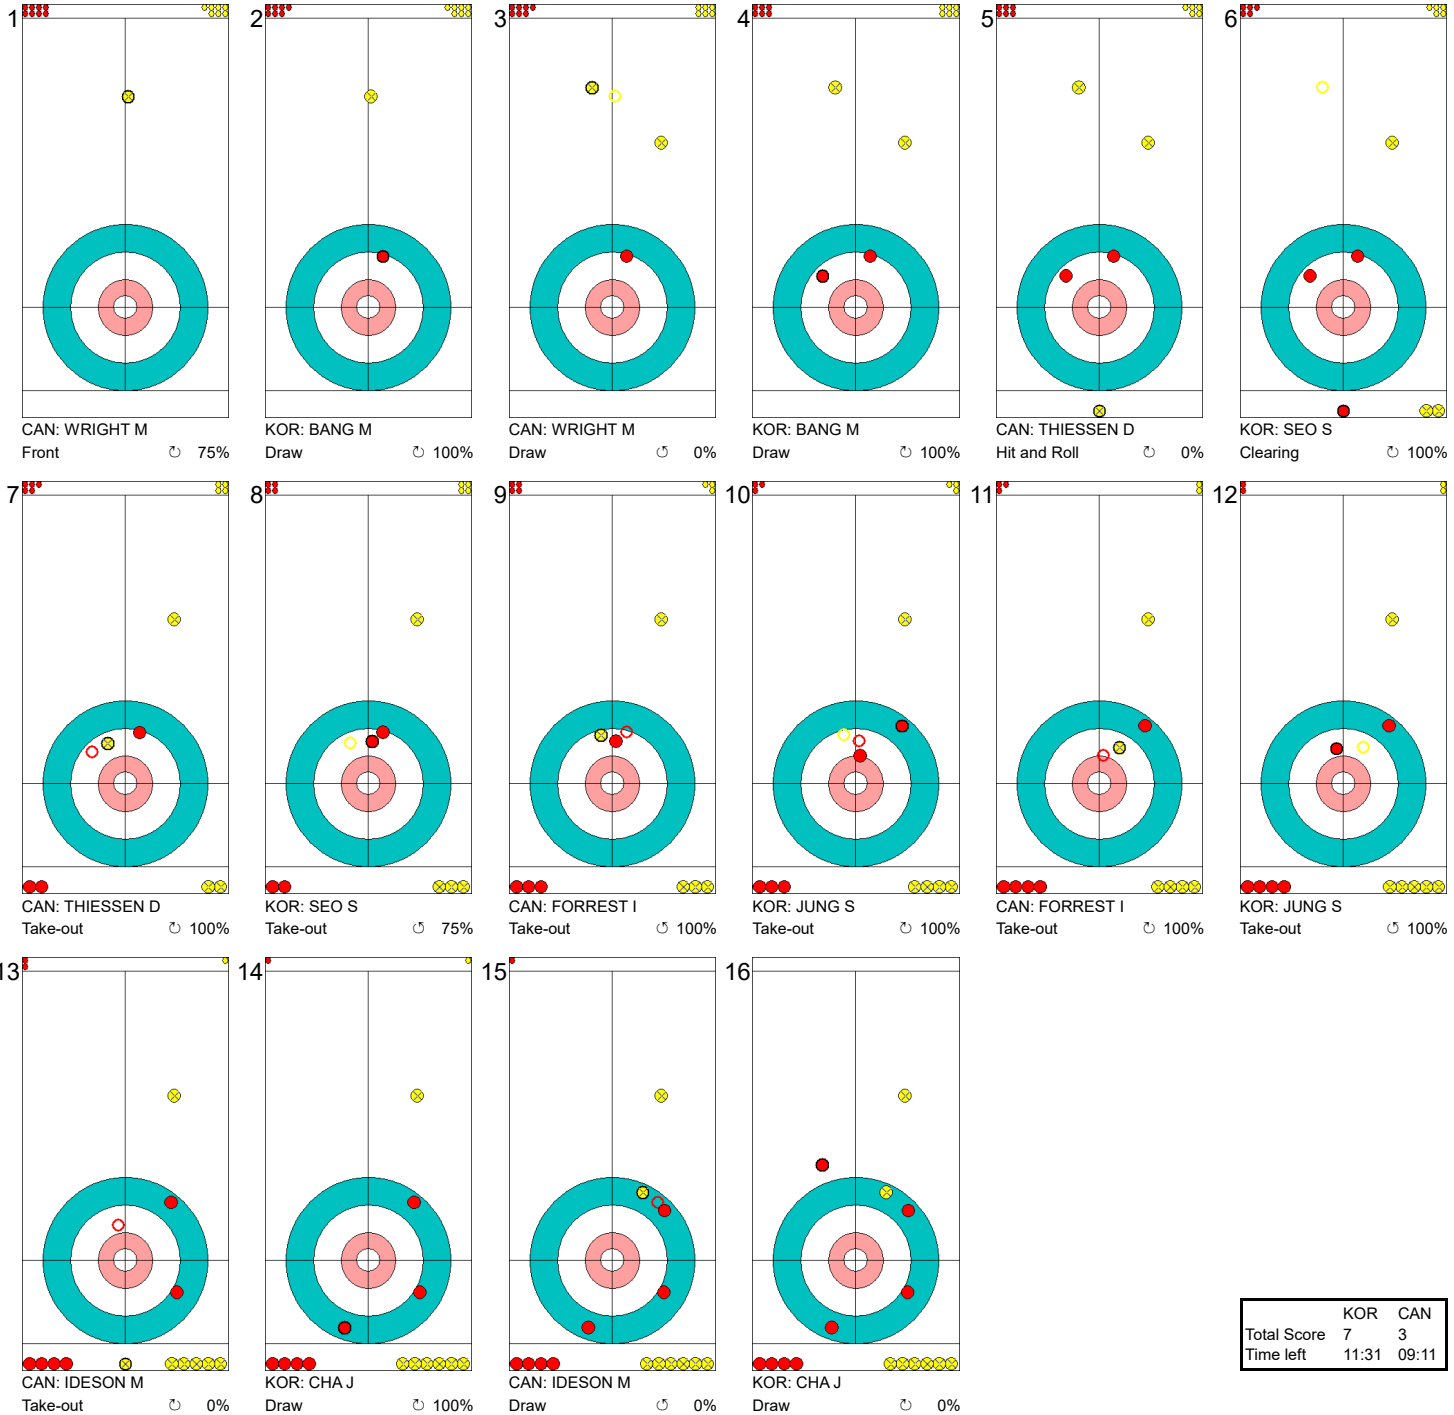 1 2 3 4 5 6
CAN: WRIGHT M KOR: BANG M CAN: WRIGHT M KOR: BANG M CAN: THIESSEN D KOR: SEO S
Front ↻ 75% Draw ↻ 100% Draw ↺ 0% Draw ↻ 100% Hit and Roll ↻ 0% Clearing ↻ 100%
7 8 9 10 11 12
CAN: THIESSEN D KOR: SEO S CAN: FORREST I KOR: JUNG S CAN: FORREST I KOR: JUNG S
Take-out ↻ 100% Take-out ↺ 75% Take-out ↺ 100% Take-out ↻ 100% Take-out ↻ 100% Take-out ↻ 100%
13 14 15 16
CAN: IDESON M KOR: CHA J CAN: IDESON M KOR: CHA J
Take-out ↻ 0% Draw ↻ 100% Draw ↺ 0% Draw ↻ 0%
KOR CAN
Total Score 7 3
Time left 11:31 09:11